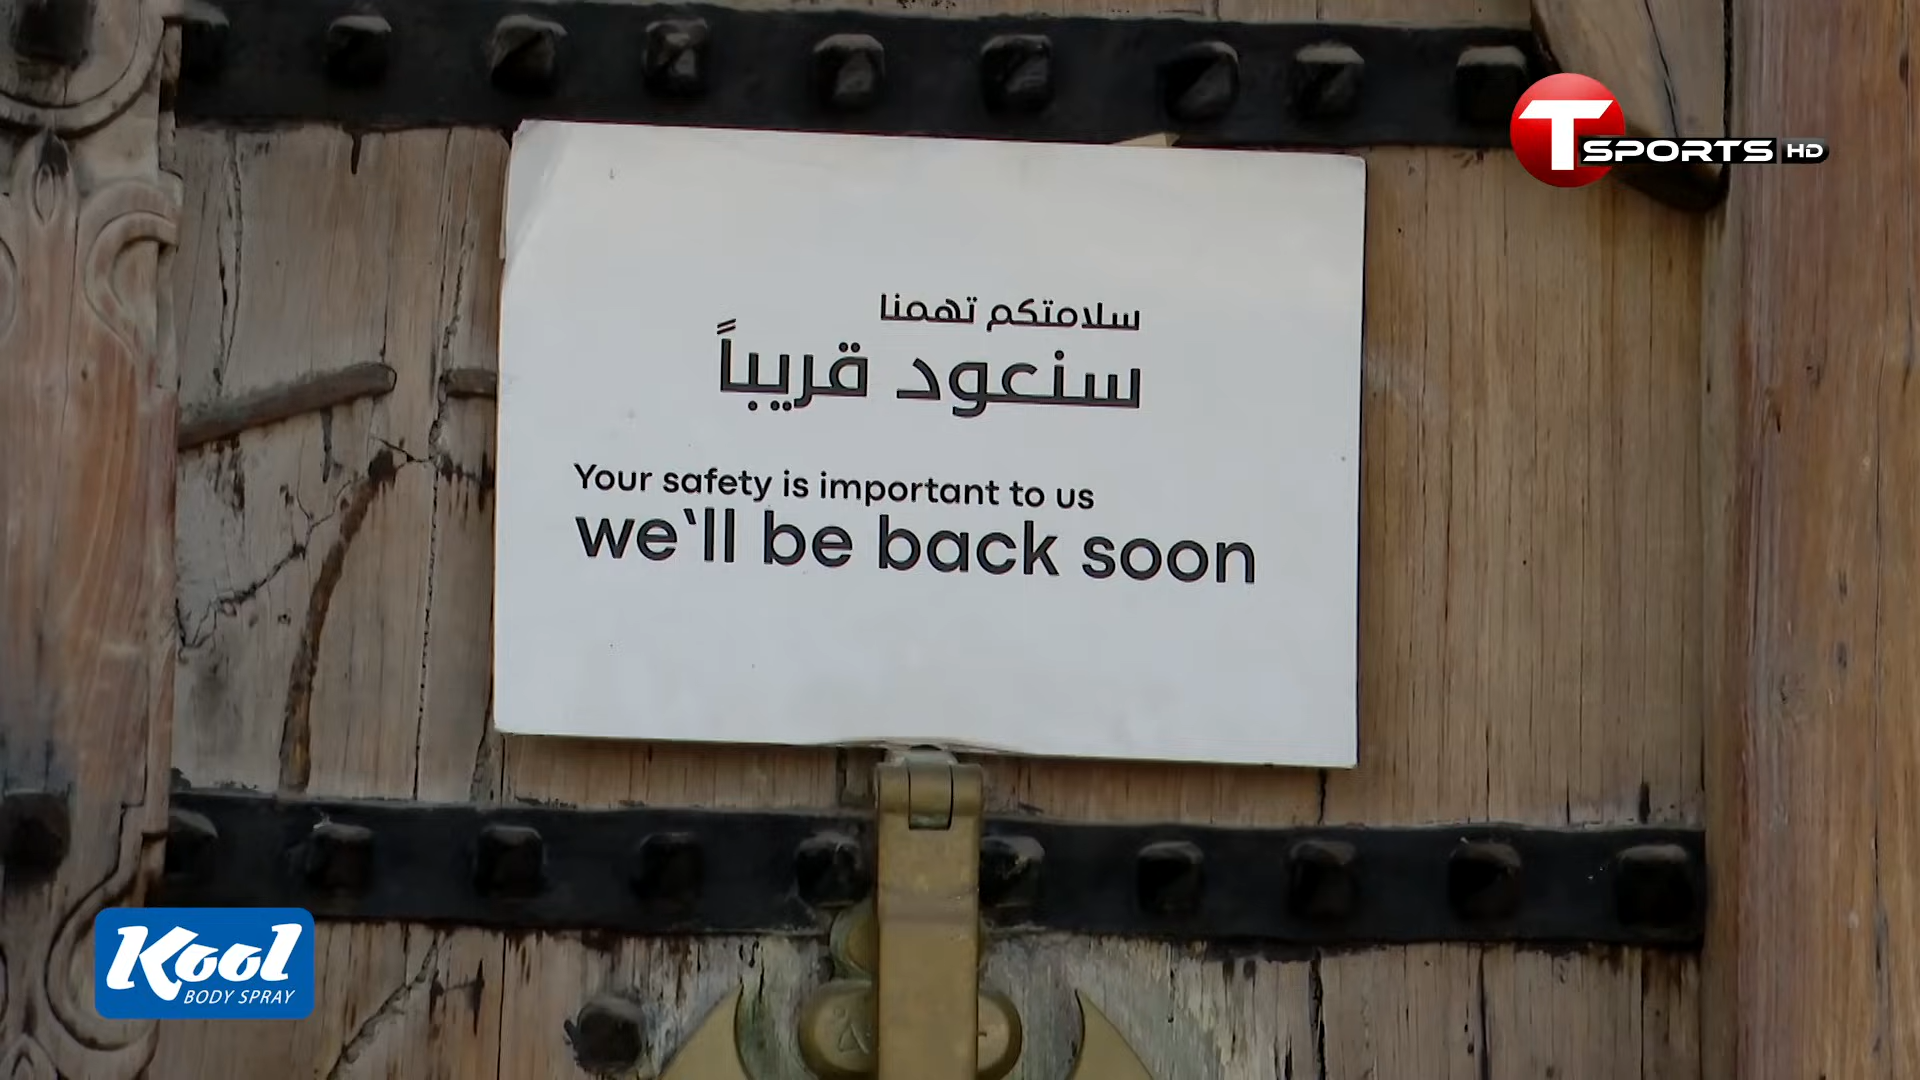 T SPORTS HD
سلامتكم تهمنا
سنعود قريباً
Your safety is important to us
we'll be back soon
Kool
BODY SPRAY